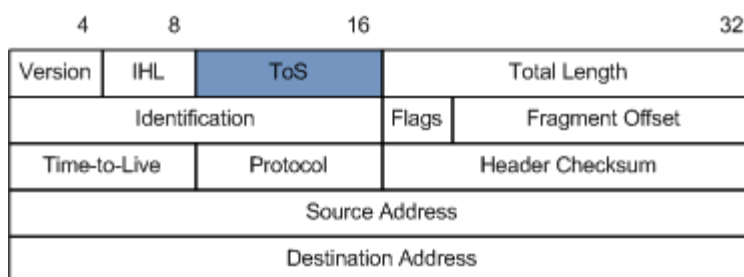 4 8 16 32
Version IHL ToS Total Length
Identification Flags Fragment Offset
Time-to-Live Protocol Header Checksum
Source Address
Destination Address